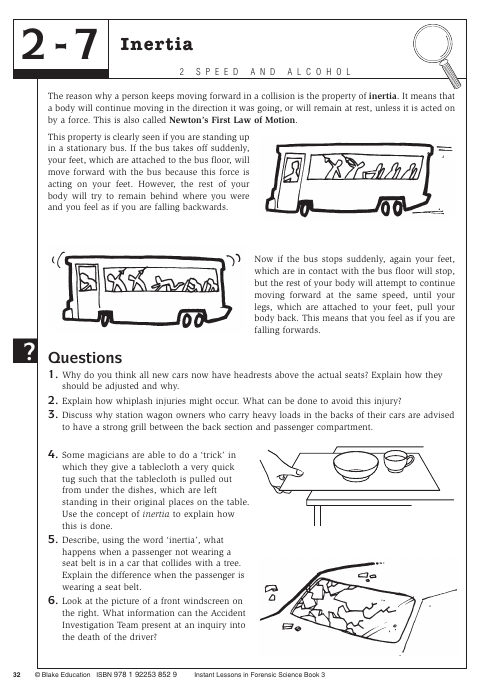 2 - 7
Inertia
2 SPEED AND ALCOHOL
The reason why a person keeps moving forward in a collision is the property of inertia. It means that
a body will continue moving in the direction it was going, or will remain at rest, unless it is acted on
by a force. This is also called Newton's First Law of Motion.
This property is clearly seen if you are standing up
in a stationary bus. If the bus takes off suddenly,
your feet, which are attached to the bus floor, will
move forward with the bus because this force is
acting on your feet. However, the rest of your
body will try to remain behind where you were
and you feel as if you are falling backwards.
Now if the bus stops suddenly, again your feet,
which are in contact with the bus floor will stop,
but the rest of your body will attempt to continue
moving forward at the same speed, until your
legs, which are attached to your feet, pull your
body back. This means that you feel as if you are
falling forwards.
?
Questions
1. Why do you think all new cars now have headrests above the actual seats? Explain how they
should be adjusted and why.
2. Explain how whiplash injuries might occur. What can be done to avoid this injury?
3. Discuss why station wagon owners who carry heavy loads in the backs of their cars are advised
to have a strong grill between the back section and passenger compartment.
4. Some magicians are able to do a 'trick' in
which they give a tablecloth a very quick
tug such that the tablecloth is pulled out
from under the dishes, which are left
standing in their original places on the table.
Use the concept of inertia to explain how
this is done.
5. Describe, using the word 'inertia', what
happens when a passenger not wearing a
seat belt is in a car that collides with a tree.
Explain the difference when the passenger is
wearing a seat belt.
6. Look at the picture of a front windscreen on
the right. What information can the Accident
Investigation Team present at an inquiry into
the death of the driver?
32 © Blake Education ISBN 978 1 92253 852 9 Instant Lessons in Forensic Science Book 3